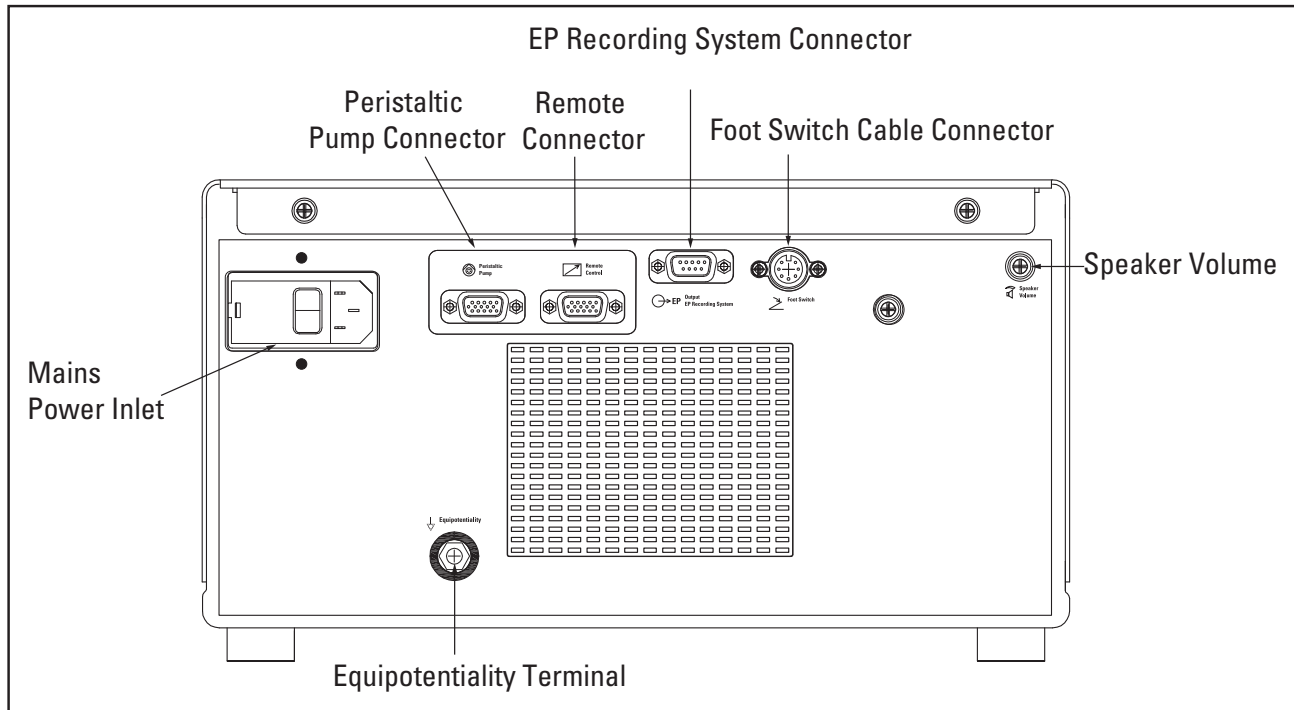 EP Recording System Connector
Peristaltic
Pump Connector
Remote
Connector
Foot Switch Cable Connector
Speaker Volume
Mains
Power Inlet
Peristaltic
Pump
Remote
Control
EP
Output
EP Recording System
Foot Switch
Speaker
Volume
Equipotentiality
Equipotentiality Terminal